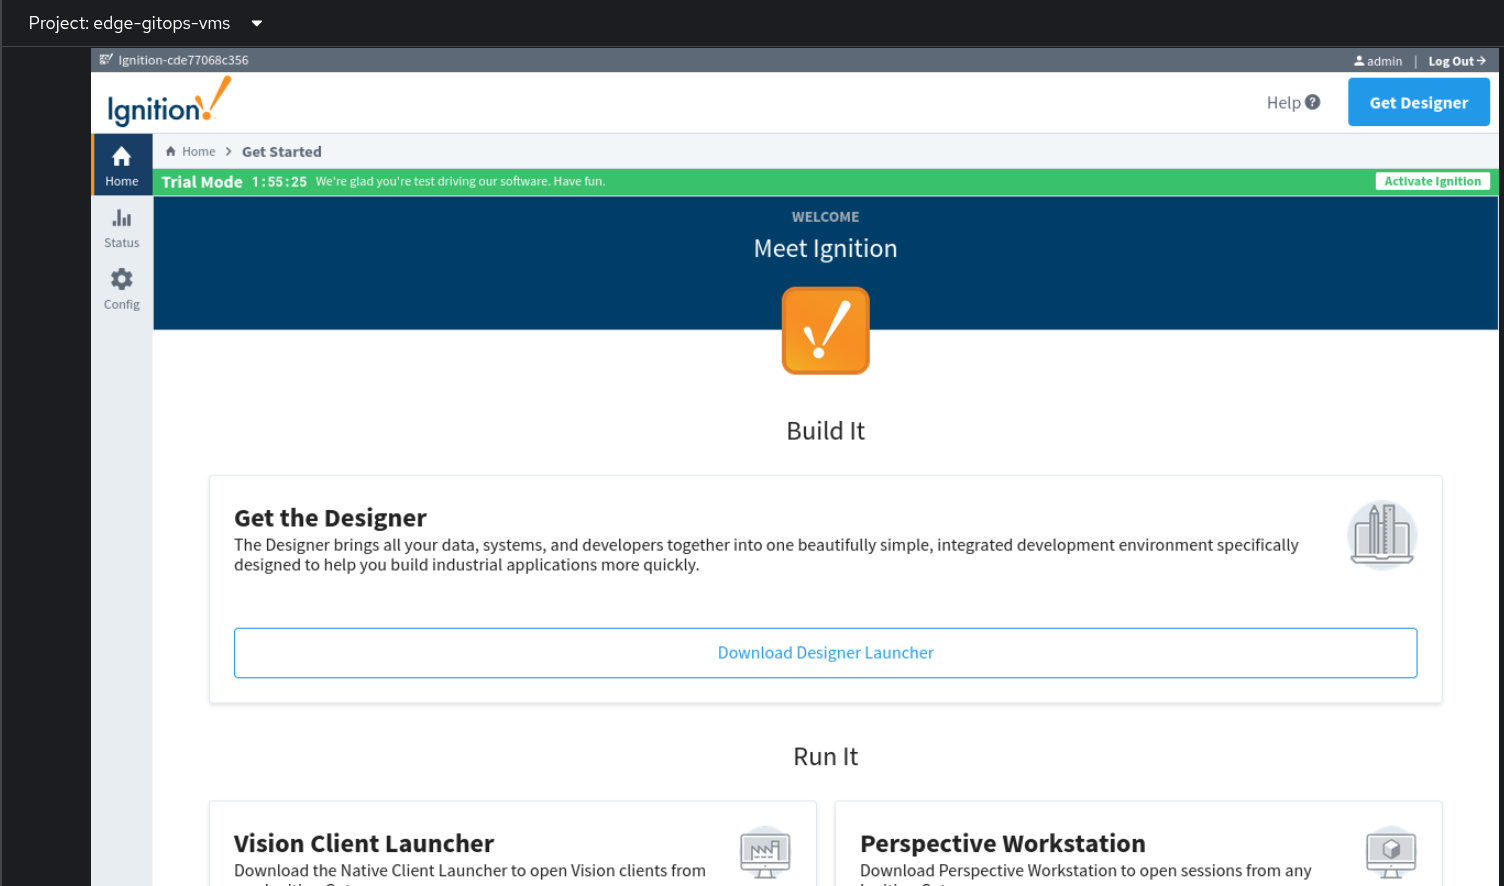 Project: edge-gitops-vms
Ignition-cde77068c356
admin | Log Out
Ignition!
Help ?
Get Designer
Home
Home > Get Started
Trial Mode 1:55:25 We're glad you're test driving our software. Have fun.
Activate Ignition
Status
Config
WELCOME
Meet Ignition
Build It
Get the Designer
The Designer brings all your data, systems, and developers together into one beautifully simple, integrated development environment specifically
designed to help you build industrial applications more quickly.
Download Designer Launcher
Run It
Vision Client Launcher
Download the Native Client Launcher to open Vision clients from
Perspective Workstation
Download Perspective Workstation to open sessions from any